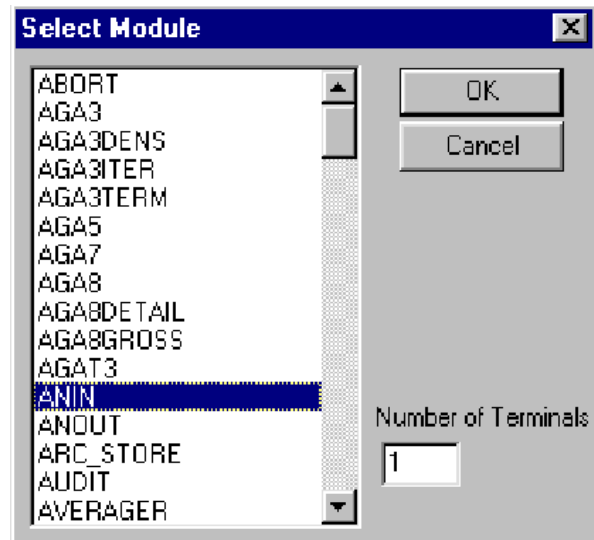 Select Module
ABORT
AGA3
AGA3DENS
AGA3ITER
AGA3TERM
AGA5
AGA7
AGA8
AGA8DETAIL
AGA8GROSS
AGAT3
ANIN
ANOUT
ARC_STORE
AUDIT
AVERAGER
OK
Cancel
Number of Terminals
1